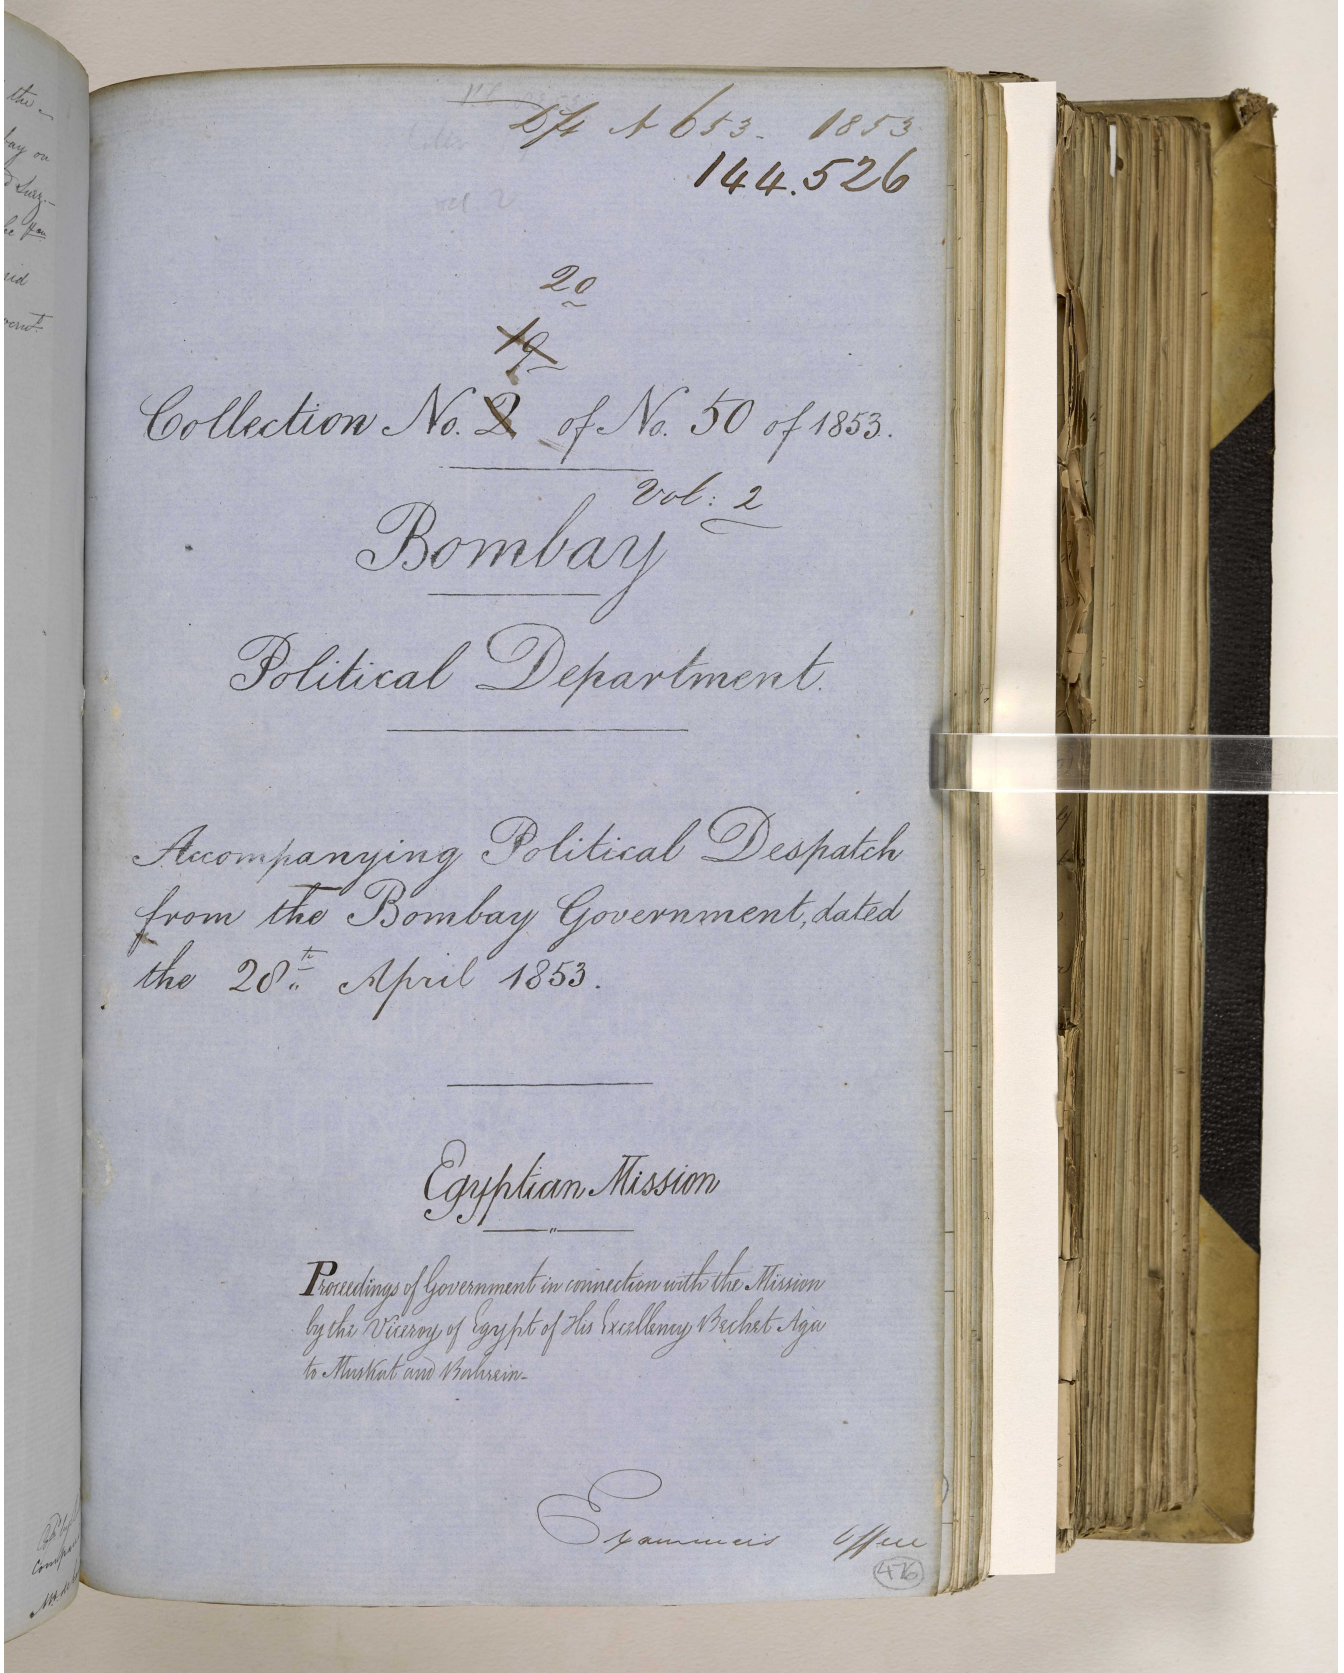 the
Dft N 653. 1853
144.526
20
19
Collection No. 2 of No. 50 of 1853.
Vol: 2
Bombay
Political Department.
Accompanying Political Despatch
from the Bombay Government, dated
the 28th April 1853.
Egyptian Mission
Proceedings of Government in connection with the Mission
by the Viceroy of Egypt of His Excellency Bechet Aga
to Muskat and Bahrein-
Examiners Office
476